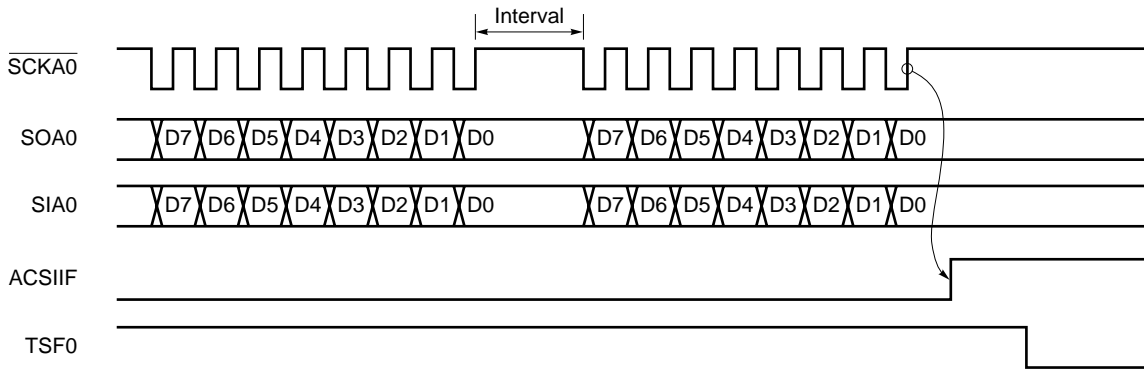 Interval
SCKA0
SOA0 D7 D6 D5 D4 D3 D2 D1 D0 D7 D6 D5 D4 D3 D2 D1 D0
SIA0 D7 D6 D5 D4 D3 D2 D1 D0 D7 D6 D5 D4 D3 D2 D1 D0
ACSIIF
TSF0